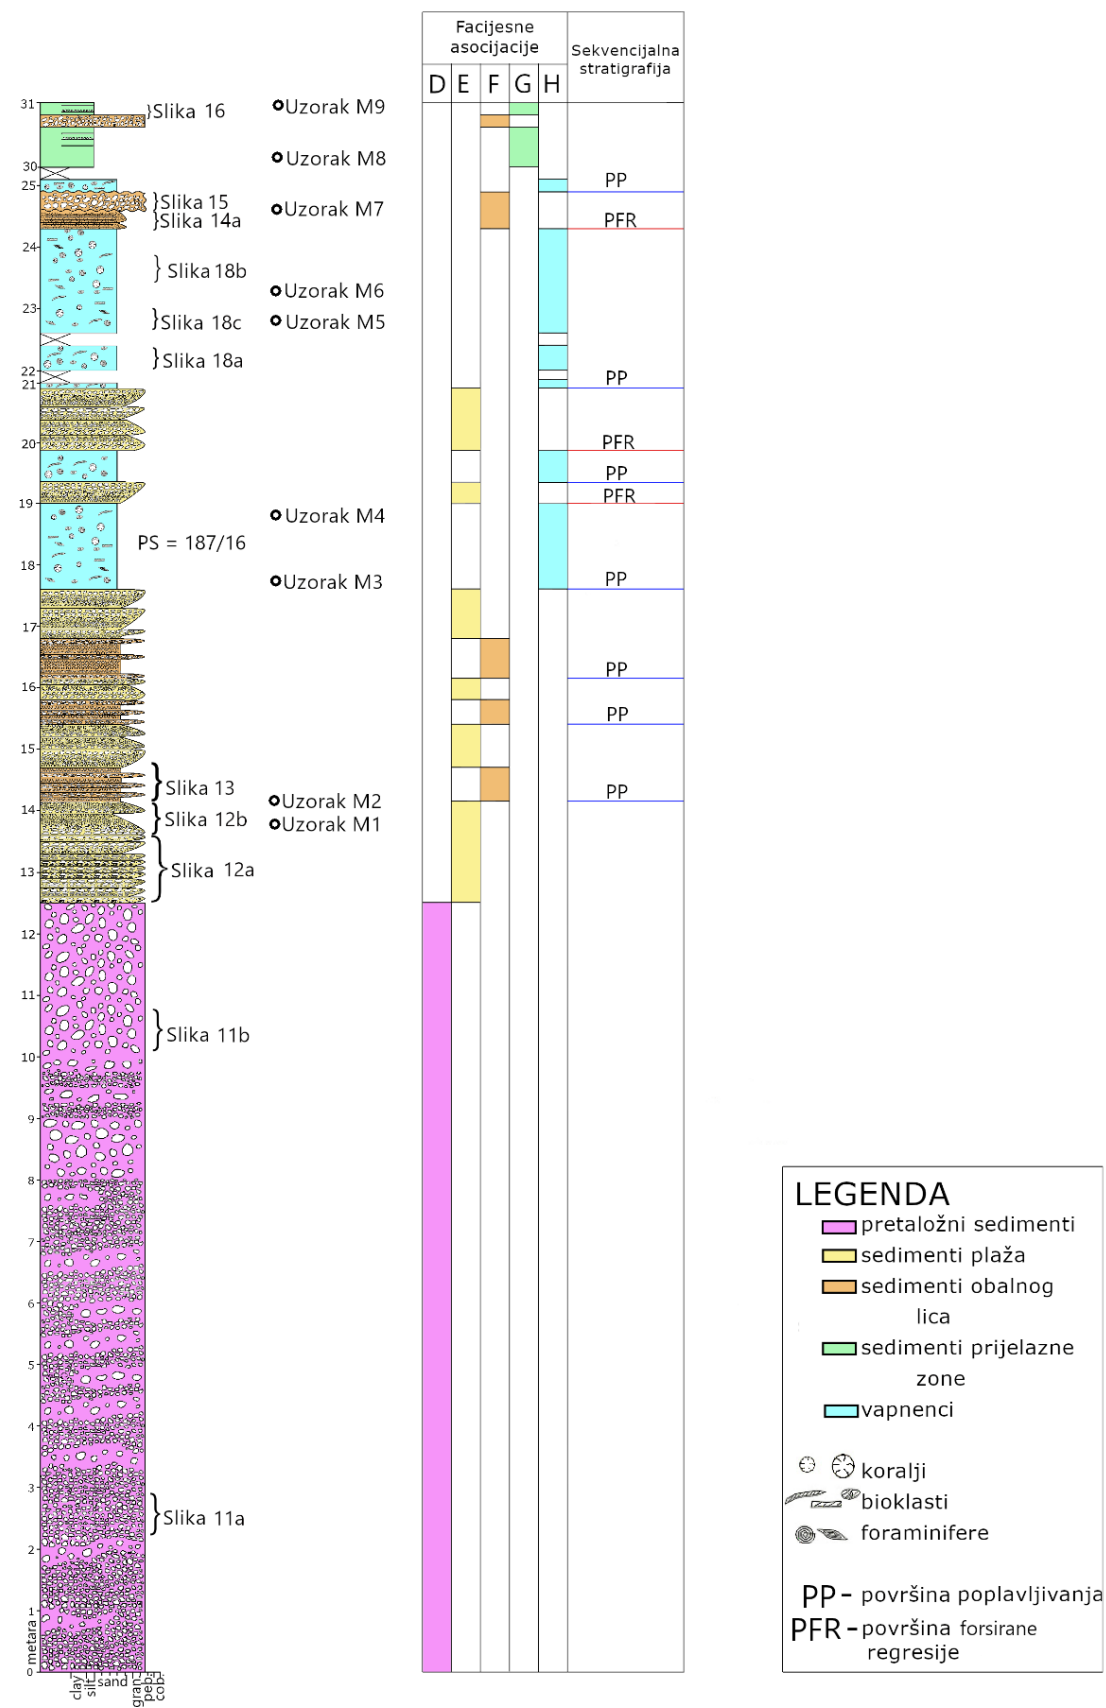 Facijesne
asocijacije
Sekvencijalna
stratigrafija
D E F G H
31
Slika 16
Uzorak M9
30
Uzorak M8
25
PP
Slika 15
Uzorak M7
Slika 14a
PFR
24
Slika 18b
Uzorak M6
23
Slika 18c
Uzorak M5
Slika 18a
22
21
PP
20
PFR
PP
19
PFR
Uzorak M4
PS = 187/16
18
Uzorak M3
PP
17
16
PP
PP
15
Slika 13
PP
14
Uzorak M2
Slika 12b
Uzorak M1
13
Slika 12a
12
11
Slika 11b
10
9
8
7
6
5
4
3
Slika 11a
2
1
0
metara
clay
silt
sand
gran
peb
cob
LEGENDA
pretaložni sedimenti
sedimenti plaža
sedimenti obalnog
lica
sedimenti prijelazne
zone
vapnenci
koralji
bioklasti
foraminifere
PP - površina poplavljivanja
PFR - površina forsirane
regresije